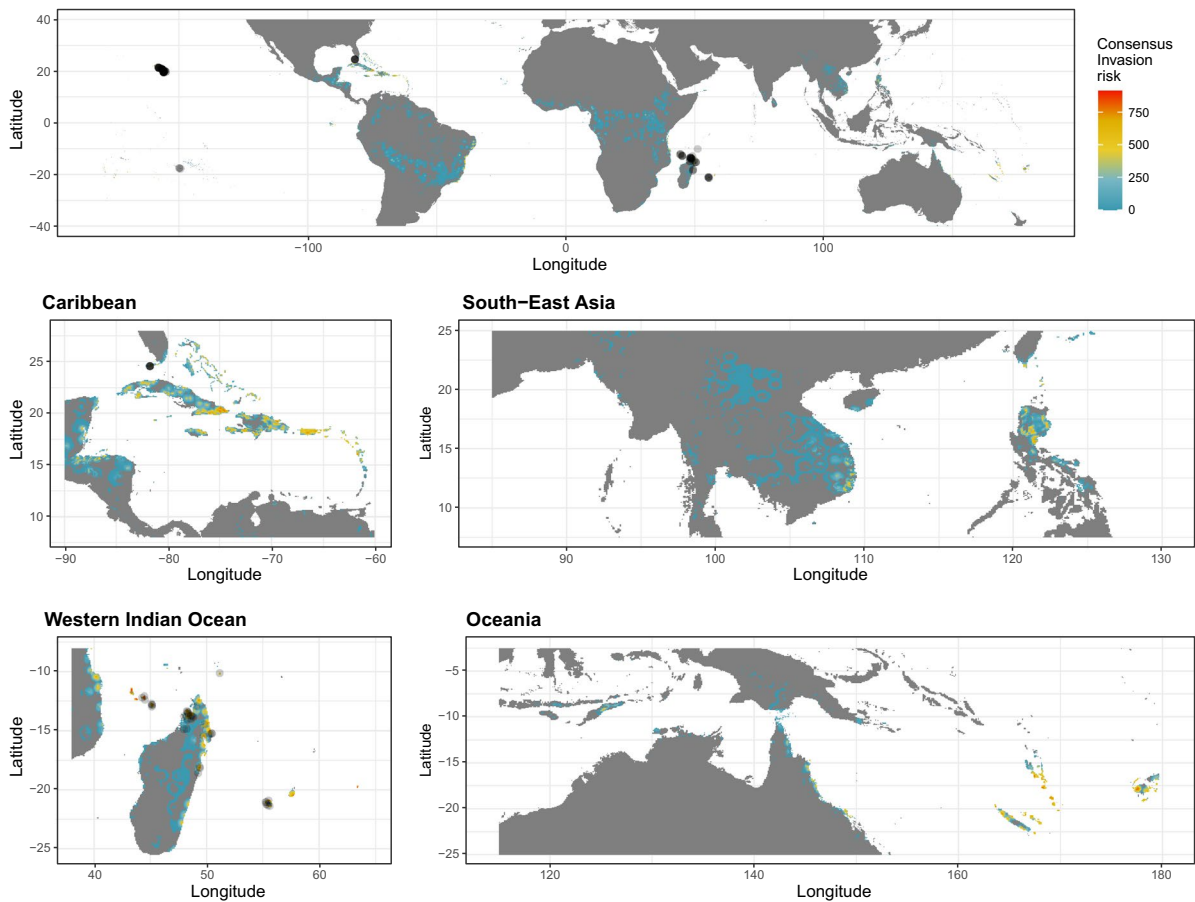 40
20
0
−20
−40
Latitude
−100
0
100
Longitude
Consensus
Invasion
risk
750
500
250
0
Caribbean
25
20
15
10
Latitude
−90
−80
−70
−60
Longitude
South−East Asia
25
20
15
10
Latitude
90
100
110
120
130
Longitude
Western Indian Ocean
−10
−15
−20
−25
Latitude
40
50
60
Longitude
Oceania
−5
−10
−15
−20
−25
Latitude
120
140
160
180
Longitude